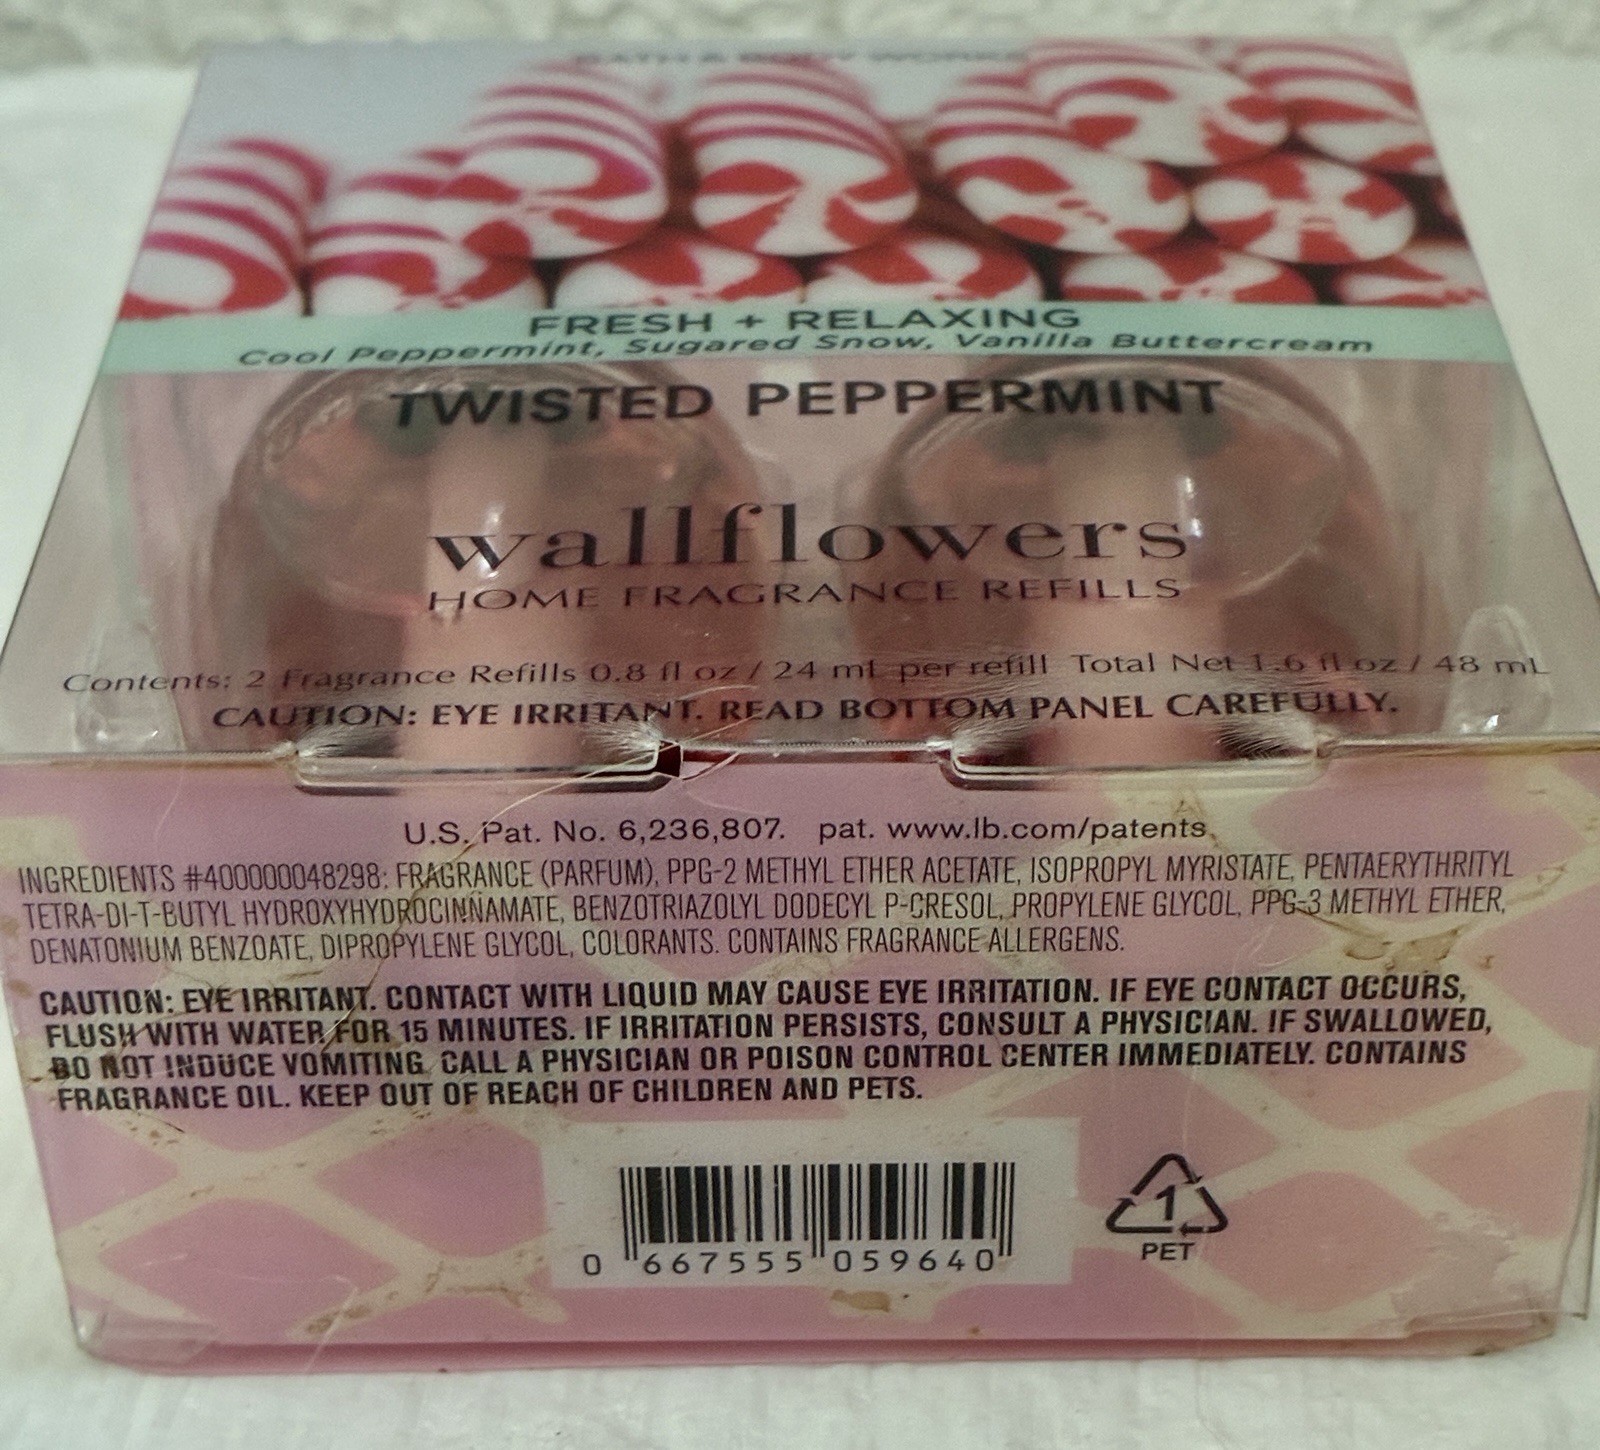 BATH & BODY WORKS
FRESH + RELAXING
Cool Peppermint, Sugared Snow, Vanilla Buttercream
TWISTED PEPPERMINT
wallflowers
HOME FRAGRANCE REFILLS
Contents: 2 Fragrance Refills 0.8 fl oz / 24 mL per refill Total Net 1.6 fl oz / 48 mL
CAUTION: EYE IRRITANT. READ BOTTOM PANEL CAREFULLY.
U.S. Pat. No. 6,236,807. pat. www.lb.com/patents
INGREDIENTS #400000048298: FRAGRANCE (PARFUM), PPG-2 METHYL ETHER ACETATE, ISOPROPYL MYRISTATE, PENTAERYTHRITYL
TETRA-DI-T-BUTYL HYDROXYHYDROCINNAMATE, BENZOTRIAZOLYL DODECYL P-CRESOL, PROPYLENE GLYCOL, PPG-3 METHYL ETHER,
DENATONIUM BENZOATE, DIPROPYLENE GLYCOL, COLORANTS. CONTAINS FRAGRANCE ALLERGENS.
CAUTION: EYE IRRITANT. CONTACT WITH LIQUID MAY CAUSE EYE IRRITATION. IF EYE CONTACT OCCURS,
FLUSH WITH WATER FOR 15 MINUTES. IF IRRITATION PERSISTS, CONSULT A PHYSICIAN. IF SWALLOWED,
DO NOT INDUCE VOMITING. CALL A PHYSICIAN OR POISON CONTROL CENTER IMMEDIATELY. CONTAINS
FRAGRANCE OIL. KEEP OUT OF REACH OF CHILDREN AND PETS.
1
PET
0 667555 059640